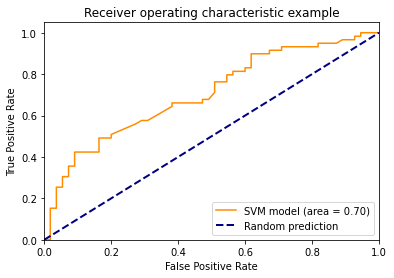 Receiver operating characteristic example
True Positive Rate
1.0
0.8
0.6
0.4
0.2
0.0
SVM model (area = 0.70)
Random prediction
0.0 0.2 0.4 0.6 0.8 1.0
False Positive Rate